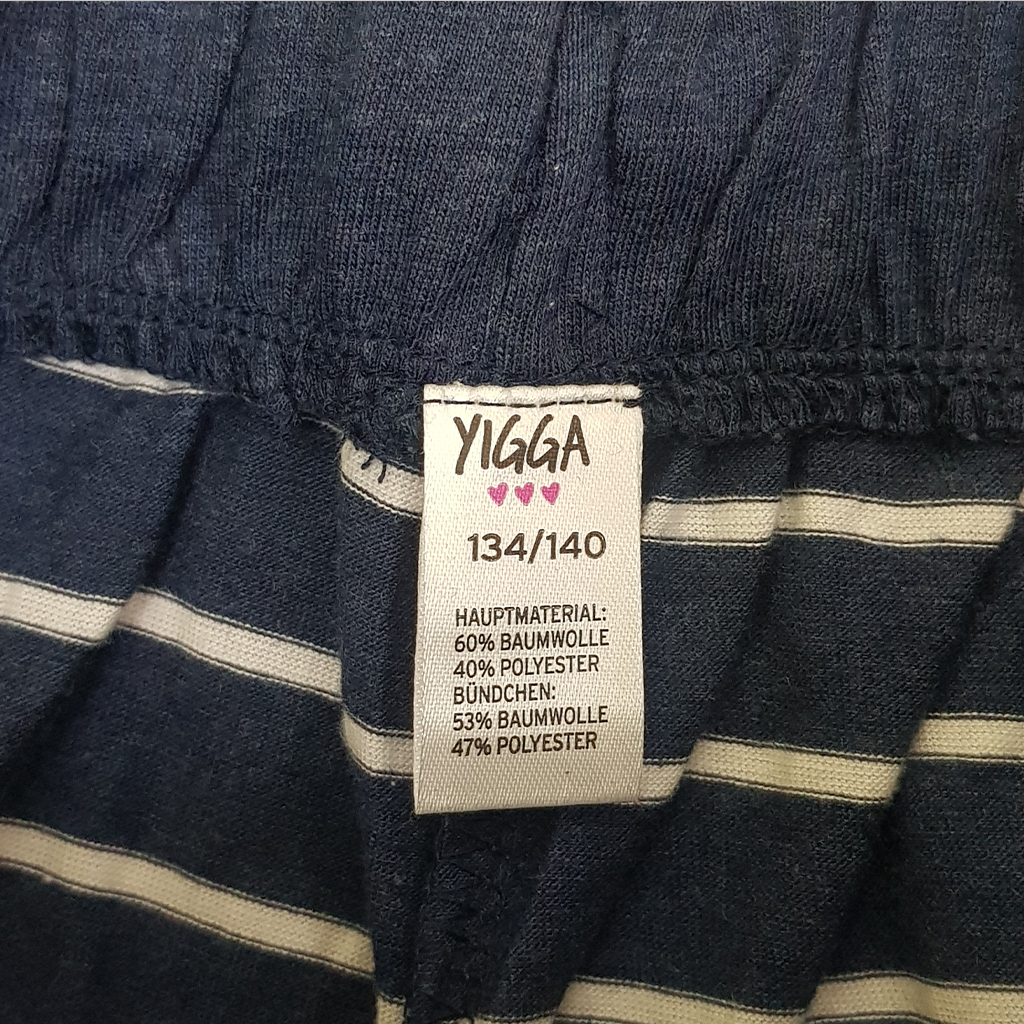 YIGGA
134/140
HAUPTMATERIAL:
60% BAUMWOLLE
40% POLYESTER
BÜNDCHEN:
53% BAUMWOLLE
47% POLYESTER